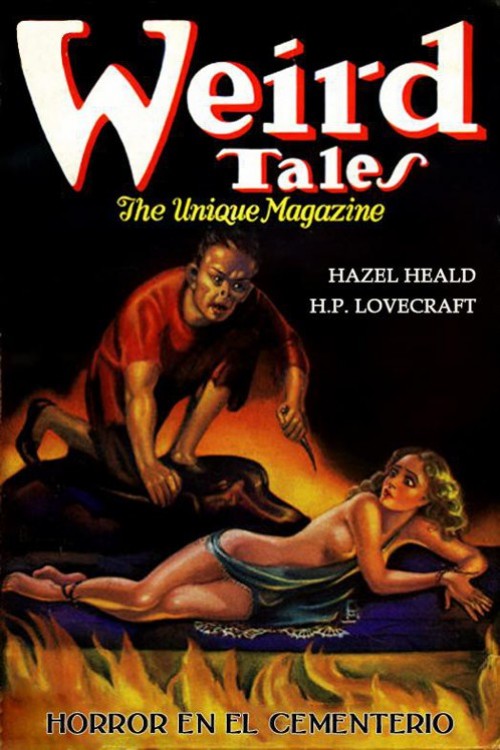 Weird
Tales
The Unique Magazine
HAZEL HEALD
H.P. LOVECRAFT
HORROR EN EL CEMENTERIO